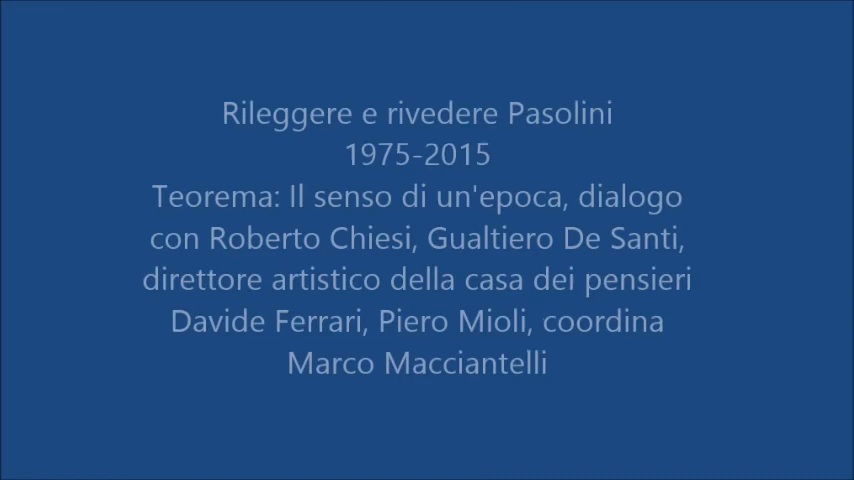 Rileggere e rivedere Pasolini
1975-2015
Teorema: Il senso di un'epoca, dialogo
con Roberto Chiesi, Gualtiero De Santi,
direttore artistico della casa dei pensieri
Davide Ferrari, Piero Mioli, coordina
Marco Macciantelli